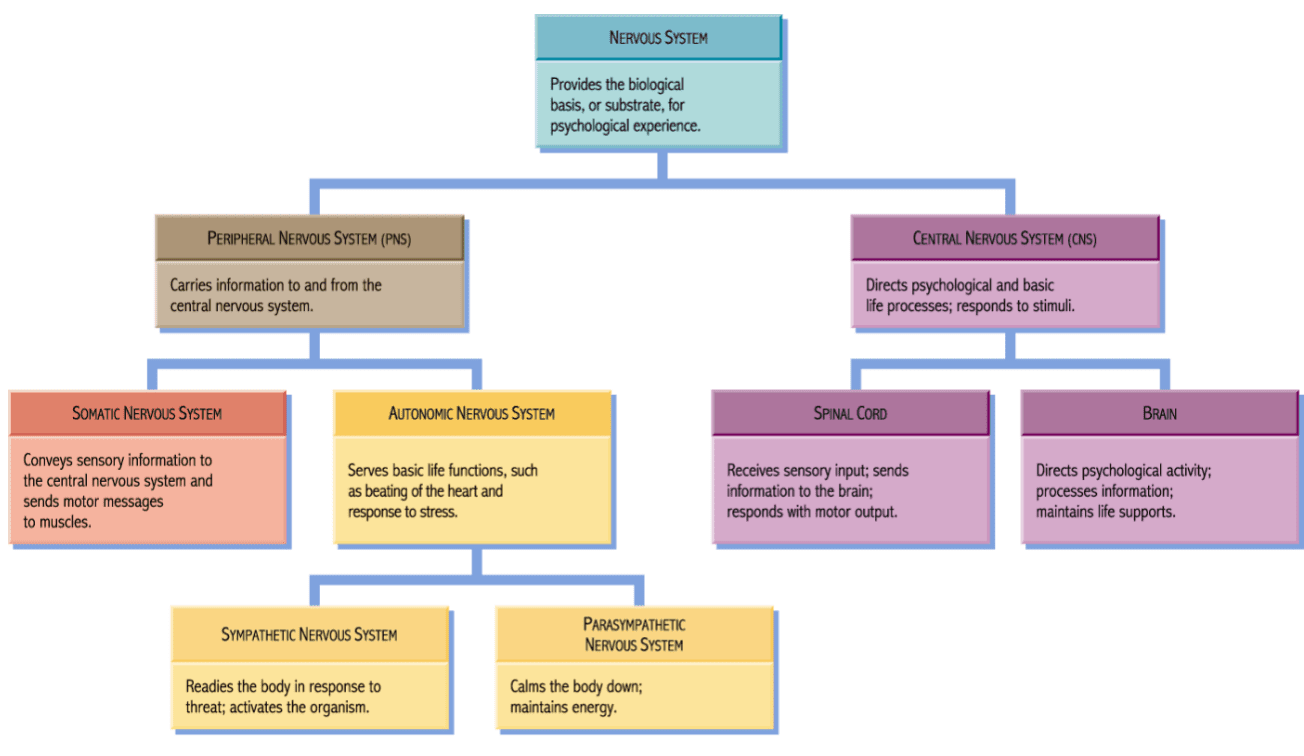 NERVOUS SYSTEM
Provides the biological
basis, or substrate, for
psychological experience.
PERIPHERAL NERVOUS SYSTEM (PNS)
Carries information to and from the
central nervous system.
CENTRAL NERVOUS SYSTEM (CNS)
Directs psychological and basic
life processes; responds to stimuli.
SOMATIC NERVOUS SYSTEM
Conveys sensory information to
the central nervous system and
sends motor messages
to muscles.
AUTONOMIC NERVOUS SYSTEM
Serves basic life functions, such
as beating of the heart and
response to stress.
SPINAL CORD
Receives sensory input; sends
information to the brain;
responds with motor output.
BRAIN
Directs psychological activity;
processes information;
maintains life supports.
SYMPATHETIC NERVOUS SYSTEM
Readies the body in response to
threat; activates the organism.
PARASYMPATHETIC
NERVOUS SYSTEM
Calms the body down;
maintains energy.